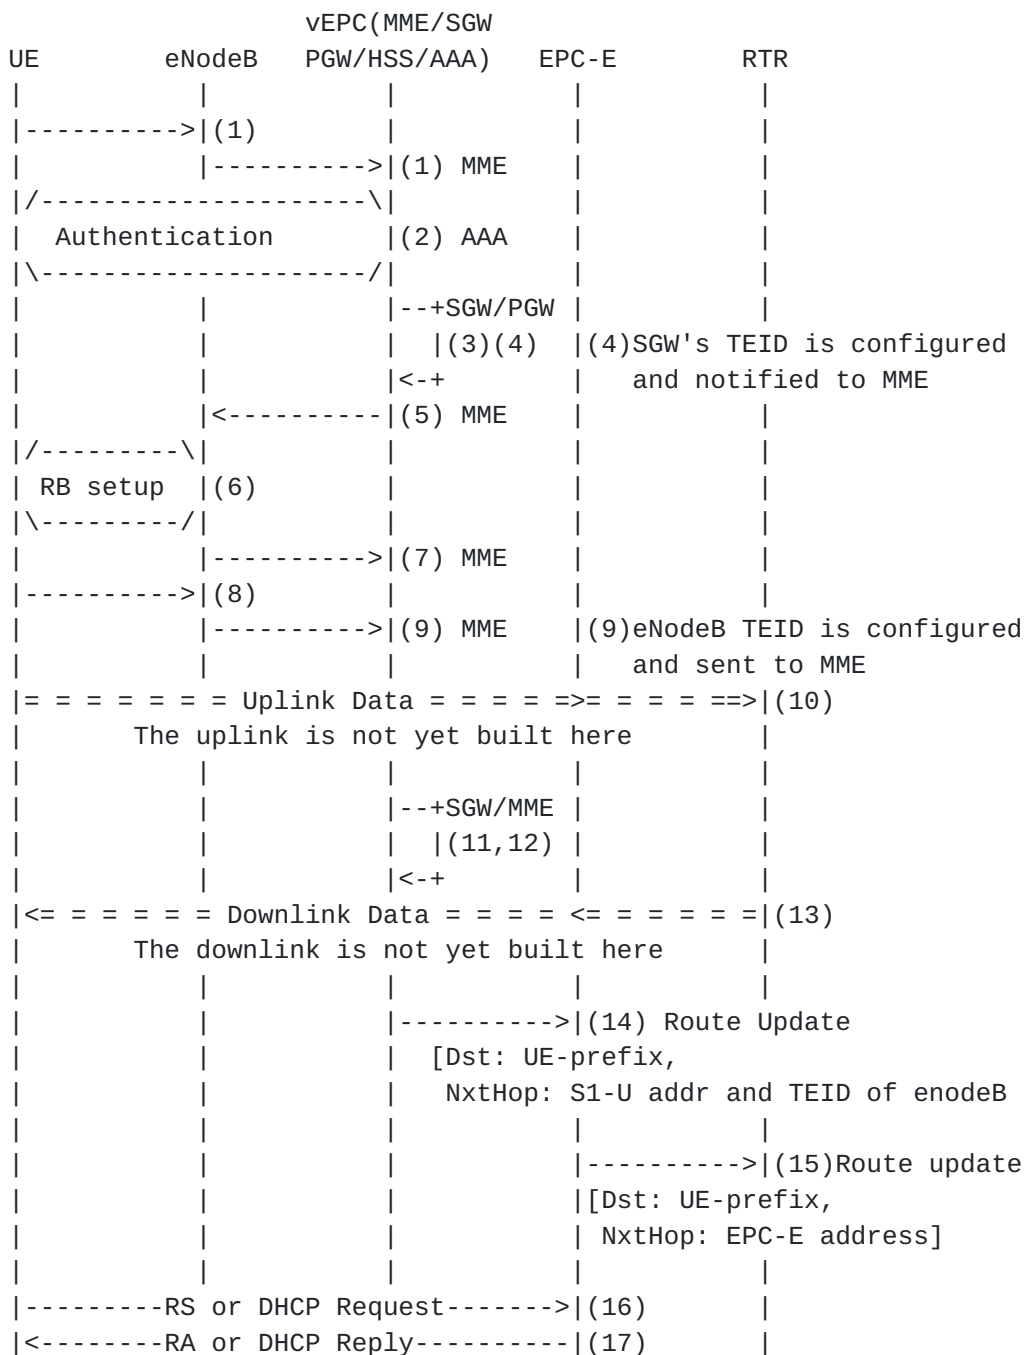 vEPC(MME/SGW
UE        eNodeB   PGW/HSS/AAA)   EPC-E        RTR
|           |           |           |           |
|---------->|(1)        |           |           |
|           |---------->|(1) MME    |           |
|/---------------------\|           |           |
|  Authentication       |(2) AAA    |           |
|\---------------------/|           |           |
|           |           |--+SGW/PGW |           |
|           |           |  |(3)(4)  |(4)SGW's TEID is configured
|           |           |<-+        |   and notified to MME
|           |<----------|(5) MME    |           |
|/---------\|           |           |           |
| RB setup  |(6)        |           |           |
|\---------/|           |           |           |
|           |---------->|(7) MME    |           |
|---------->|(8)        |           |           |
|           |---------->|(9) MME    |(9)eNodeB TEID is configured
|           |           |           |   and sent to MME
|= = = = = = = Uplink Data = = = = =>= = = = ==>|(10)
|       The uplink is not yet built here        |
|           |           |           |           |
|           |           |--+SGW/MME |           |
|           |           |  |(11,12) |           |
|           |           |<-+        |           |
|<= = = = = = Downlink Data = = = = <= = = = = =|(13)
|       The downlink is not yet built here      |
|           |           |           |           |
|           |           |---------->|(14) Route Update
|           |           |  [Dst: UE-prefix,
|           |           |   NxtHop: S1-U addr and TEID of enodeB
|           |           |           |           |
|           |           |           |---------->|(15)Route update
|           |           |           |[Dst: UE-prefix,
|           |           |           | NxtHop: EPC-E address]
|           |           |           |           |
|---------RS or DHCP Request------->|(16)       |
|<--------RA or DHCP Reply----------|(17)       |